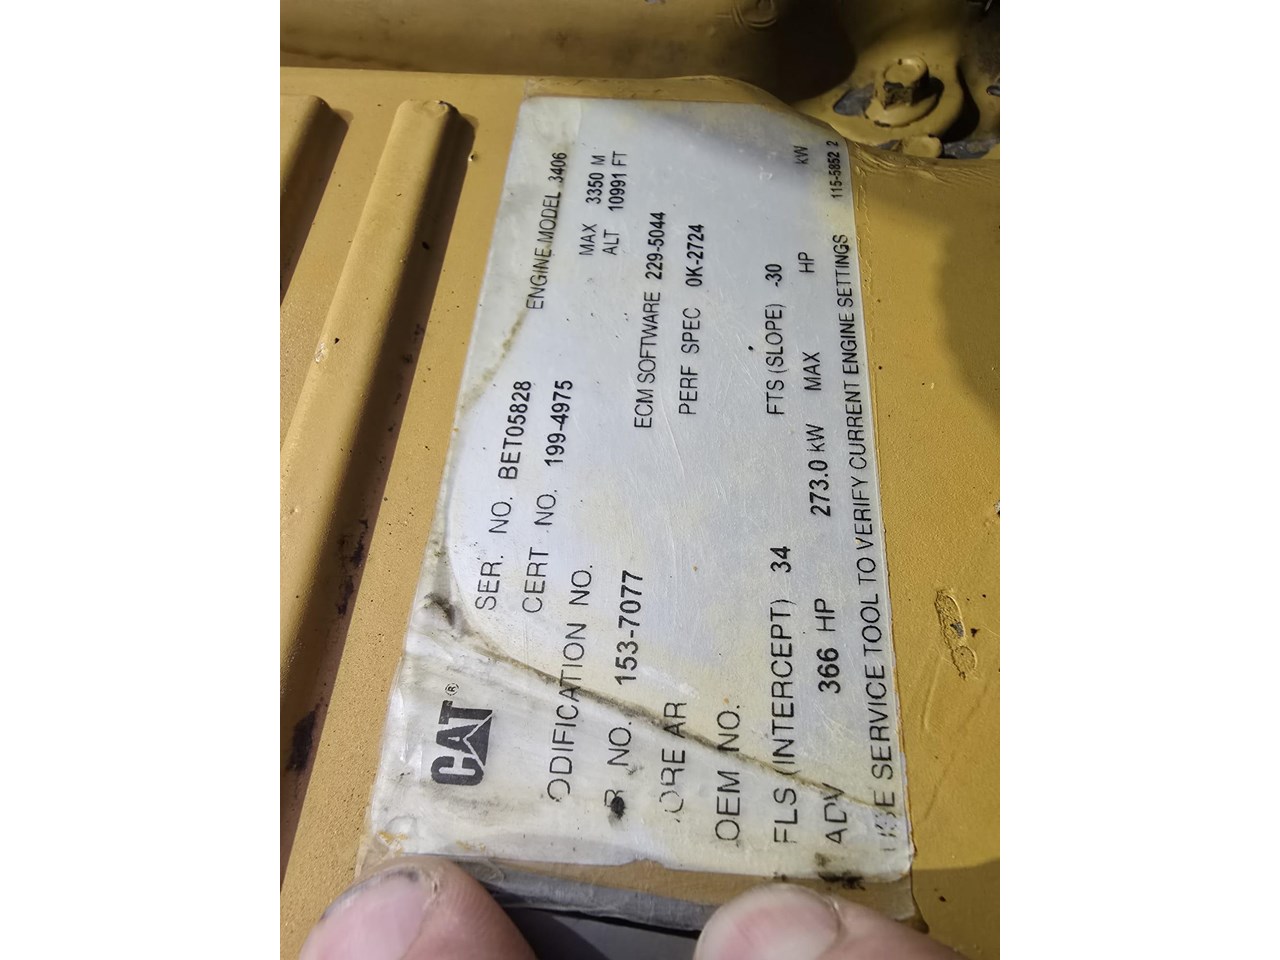 CAT®
SER. NO. BET05828 ENGINE MODEL 3406
CERT NO. 199-4975 MAX 3350 M
ODIFICATION NO. ALT 10991 FT
R NO. 153-7077 ECM SOFTWARE 229-5044
ORE AR PERF SPEC 0K-2724
OEM NO.
FLS (INTERCEPT) 34 FTS (SLOPE) -30
ADV 366 HP 273.0 kW MAX HP kW
USE SERVICE TOOL TO VERIFY CURRENT ENGINE SETTINGS 115-5852 2